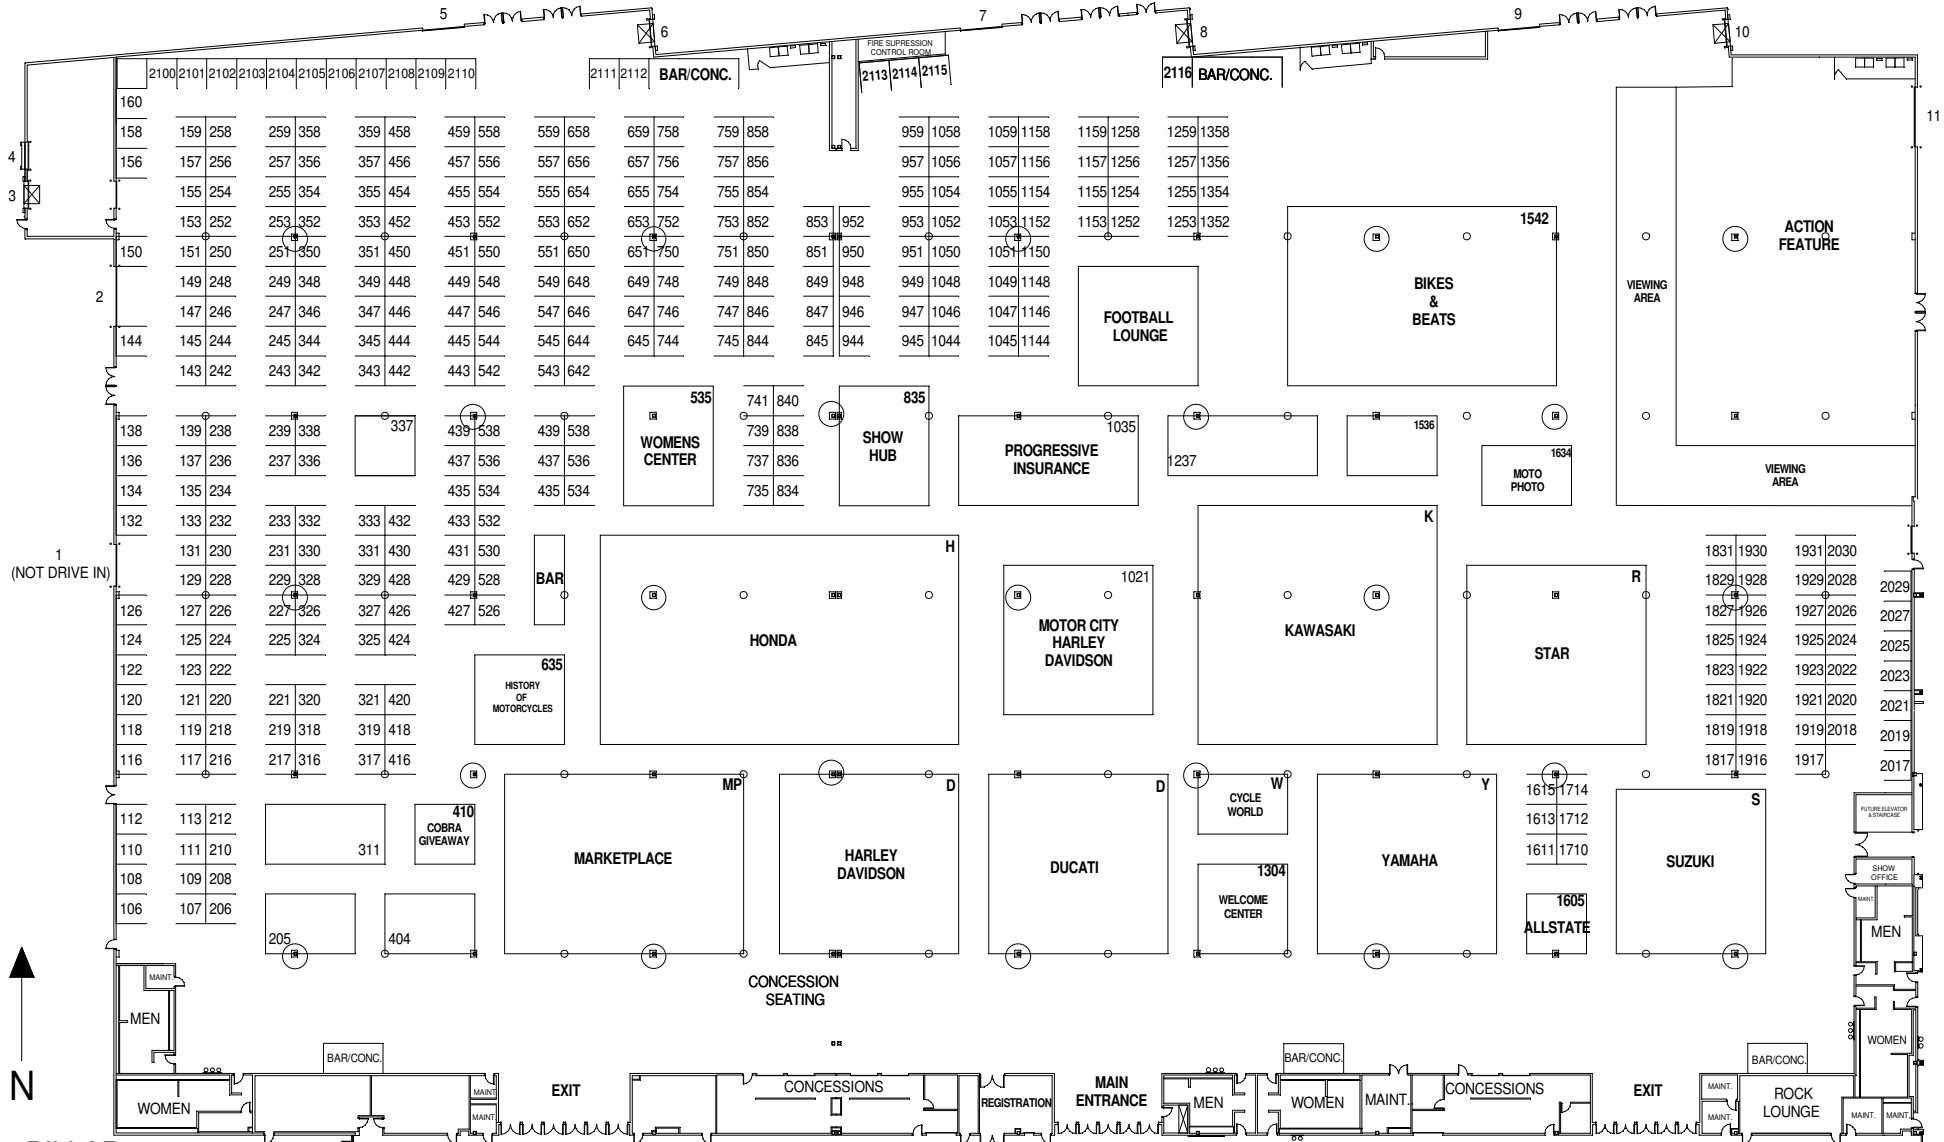 5
6
7
8
9
10
FIRE SUPRESSION
CONTROL ROOM
2100 2101 2102 2103 2104 2105 2106 2107 2108 2109 2110
2111 2112 BAR/CONC.
2113 2114 2115
2116 BAR/CONC.
160
11
158 159 258 259 358 359 458 459 558 559 658 659 758 759 858 959 1058 1059 1158 1159 1258 1259 1358
4
156 157 256 257 356 357 456 457 556 557 656 657 756 757 856 957 1056 1057 1156 1157 1256 1257 1356
3
155 254 255 354 355 454 455 554 555 654 655 754 755 854 955 1054 1055 1154 1155 1254 1255 1354
153 252 253 352 353 452 453 552 553 652 653 752 753 852 853 952 953 1052 1053 1152 1153 1252 1253 1352
1542
ACTION
FEATURE
150 151 250 251 350 351 450 451 550 551 650 651 750 751 850 851 950 951 1050 1051 1150
149 248 249 348 349 448 449 548 549 648 649 748 749 848 849 948 949 1048 1049 1148
2
147 246 247 346 347 446 447 546 547 646 647 746 747 846 847 946 947 1046 1047 1146
144 145 244 245 344 345 444 445 544 545 644 645 744 745 844 845 944 945 1044 1045 1144
143 242 243 342 343 442 443 542 543 642
BIKES
&
BEATS
VIEWING
AREA
FOOTBALL
LOUNGE
535
741 840
835
138 139 238 239 338 337 439 538 439 538 739 838
136 137 236 237 336 437 536 437 536 737 836
134 135 234 435 534 435 534 735 834
WOMENS
CENTER
SHOW
HUB
1035
PROGRESSIVE
INSURANCE
1237
1536
1634
MOTO
PHOTO
VIEWING
AREA
132 133 232 233 332 333 432 433 532
K
131 230 231 330 331 430 431 530
H
1831 1930 1931 2030
1
(NOT DRIVE IN)
129 228 229 328 329 428 429 528
BAR
1021
R
1829 1928 1929 2028 2029
126 127 226 227 326 327 426 427 526
1827 1926 1927 2026 2027
124 125 224 225 324 325 424
HONDA
MOTOR CITY
HARLEY
DAVIDSON
KAWASAKI
STAR
1825 1924 1925 2024 2025
122 123 222
635
HISTORY
OF
MOTORCYCLES
1823 1922 1923 2022 2023
120 121 220 221 320 321 420
1821 1920 1921 2020 2021
118 119 218 219 318 319 418
1819 1918 1919 2018 2019
116 117 216 217 316 317 416
1817 1916 1917 2017
MP
D
D
W
Y
1615 1714
S
112 113 212
410
COBRA
GIVEAWAY
CYCLE
WORLD
1613 1712
FUTURE ELEVATOR
& STAIRCASE
110 111 210
311
1611 1710
MARKETPLACE
HARLEY
DAVIDSON
DUCATI
1304
YAMAHA
SUZUKI
SHOW
OFFICE
108 109 208
106 107 206
WELCOME
CENTER
1605
ALLSTATE
MAINT.
MEN
205
404
MAINT.
CONCESSION
SEATING
MEN
WOMEN
BAR/CONC.
BAR/CONC.
BAR/CONC.
N
WOMEN
MAINT.
MAINT.
EXIT
CONCESSIONS
REGISTRATION
MAIN
ENTRANCE
MEN
WOMEN
MAINT.
CONCESSIONS
EXIT
MAINT.
MAINT.
ROCK
LOUNGE
MAINT.
MAINT.